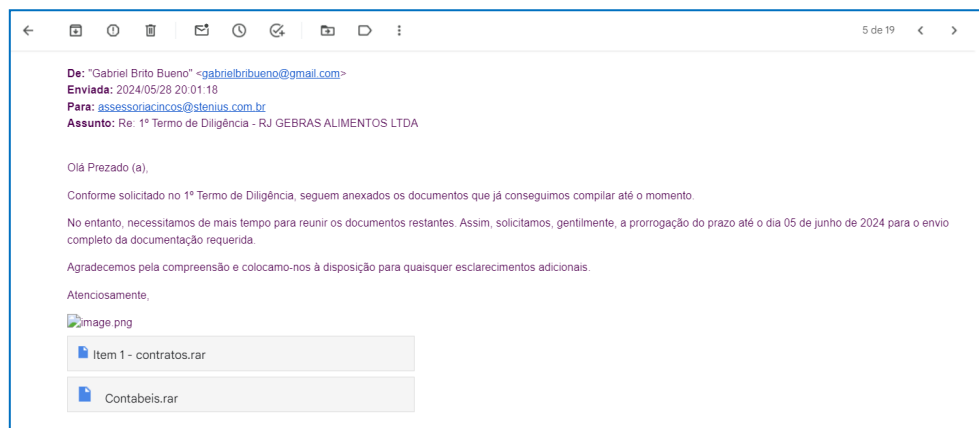 5 de 19
De: "Gabriel Brito Bueno" <gabrielbribueno@gmail.com>
Enviada: 2024/05/28 20:01:18
Para: assessoriacincos@stenius.com.br
Assunto: Re: 1º Termo de Diligência - RJ GEBRAS ALIMENTOS LTDA
Olá Prezado (a),
Conforme solicitado no 1º Termo de Diligência, seguem anexados os documentos que já conseguimos compilar até o momento.
No entanto, necessitamos de mais tempo para reunir os documentos restantes. Assim, solicitamos, gentilmente, a prorrogação do prazo até o dia 05 de junho de 2024 para o envio
completo da documentação requerida.
Agradecemos pela compreensão e colocamo-nos à disposição para quaisquer esclarecimentos adicionais.
Atenciosamente,
image.png
Item 1 - contratos.rar
Contabeis.rar